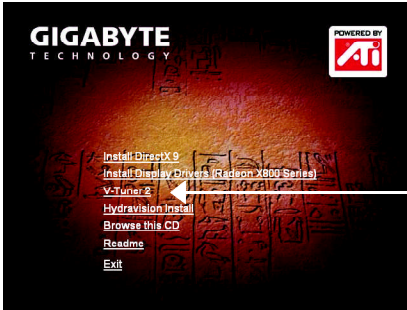 GIGABYTE
TECHNOLOGY
POWERED BY
ATi
Install DirectX 9
Install Display Drivers (Radeon X800 Series)
V-Tuner 2
Hydravision Install
Browse this CD
Readme
Exit